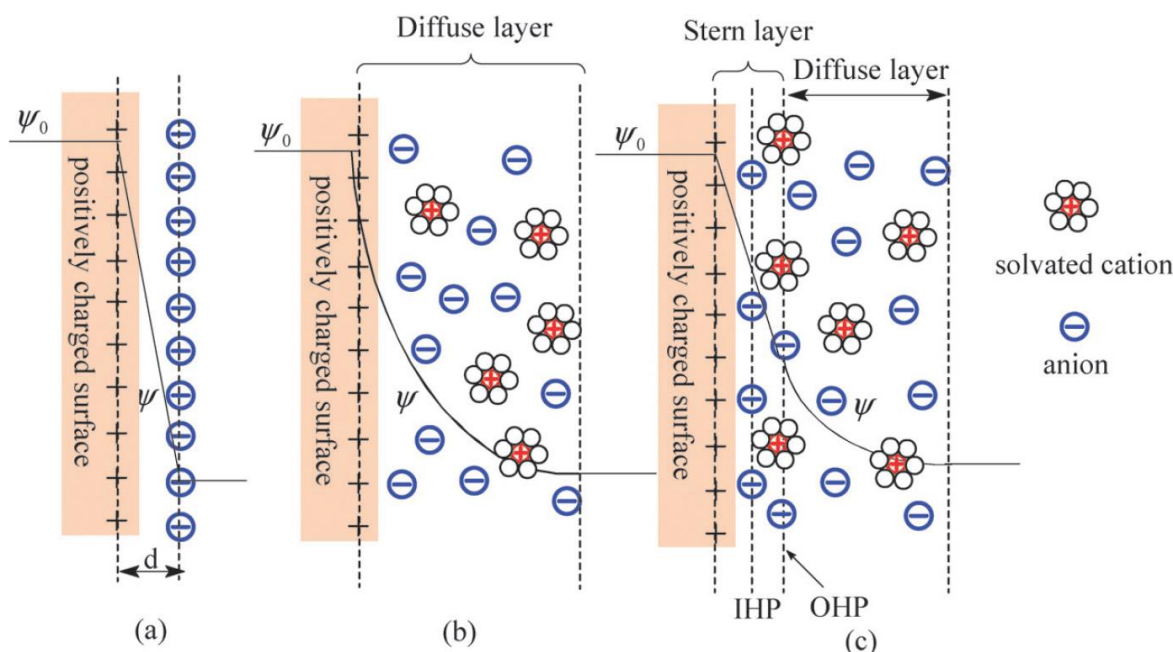 Diffuse layer
Stern layer
Diffuse layer
ψ₀
ψ₀
ψ₀
positively charged surface
positively charged surface
positively charged surface
ψ
ψ
ψ
solvated cation
anion
d
IHP
OHP
(a)
(b)
(c)